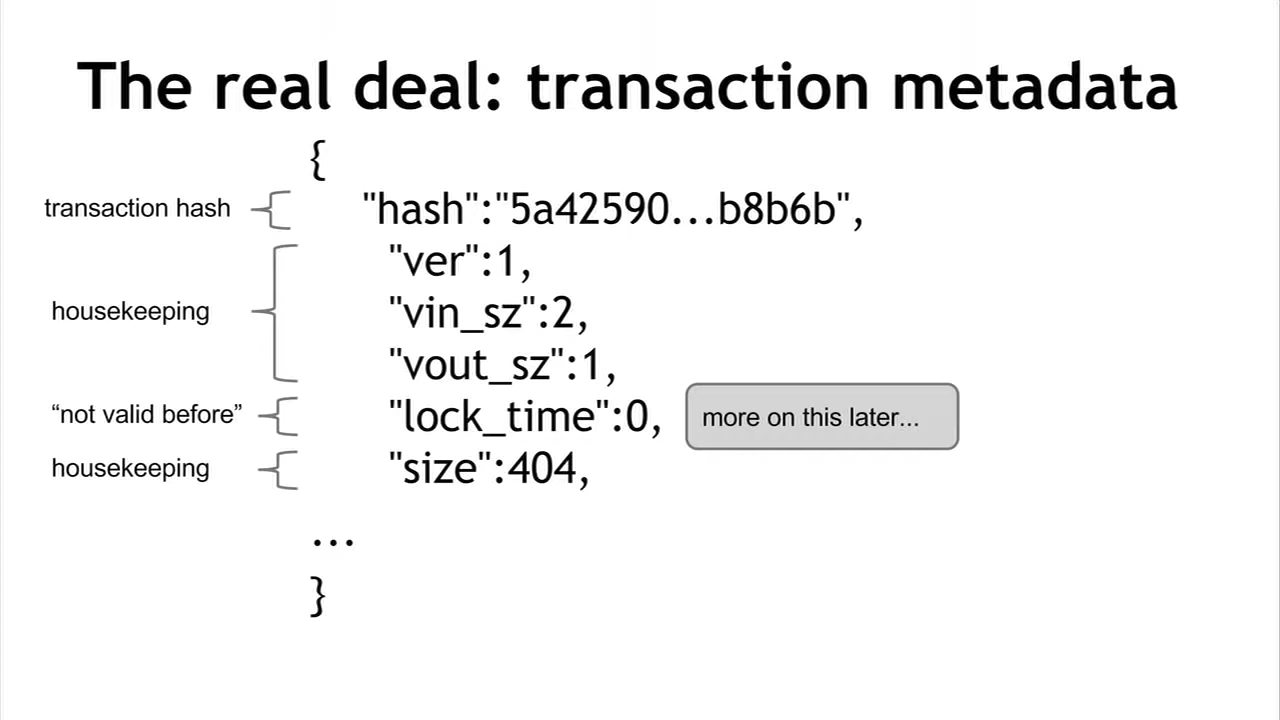 The real deal: transaction metadata
{
transaction hash
"hash":"5a42590...b8b6b",
"ver":1,
housekeeping
"vin_sz":2,
"vout_sz":1,
“not valid before”
"lock_time":0,
more on this later...
housekeeping
"size":404,
...
}